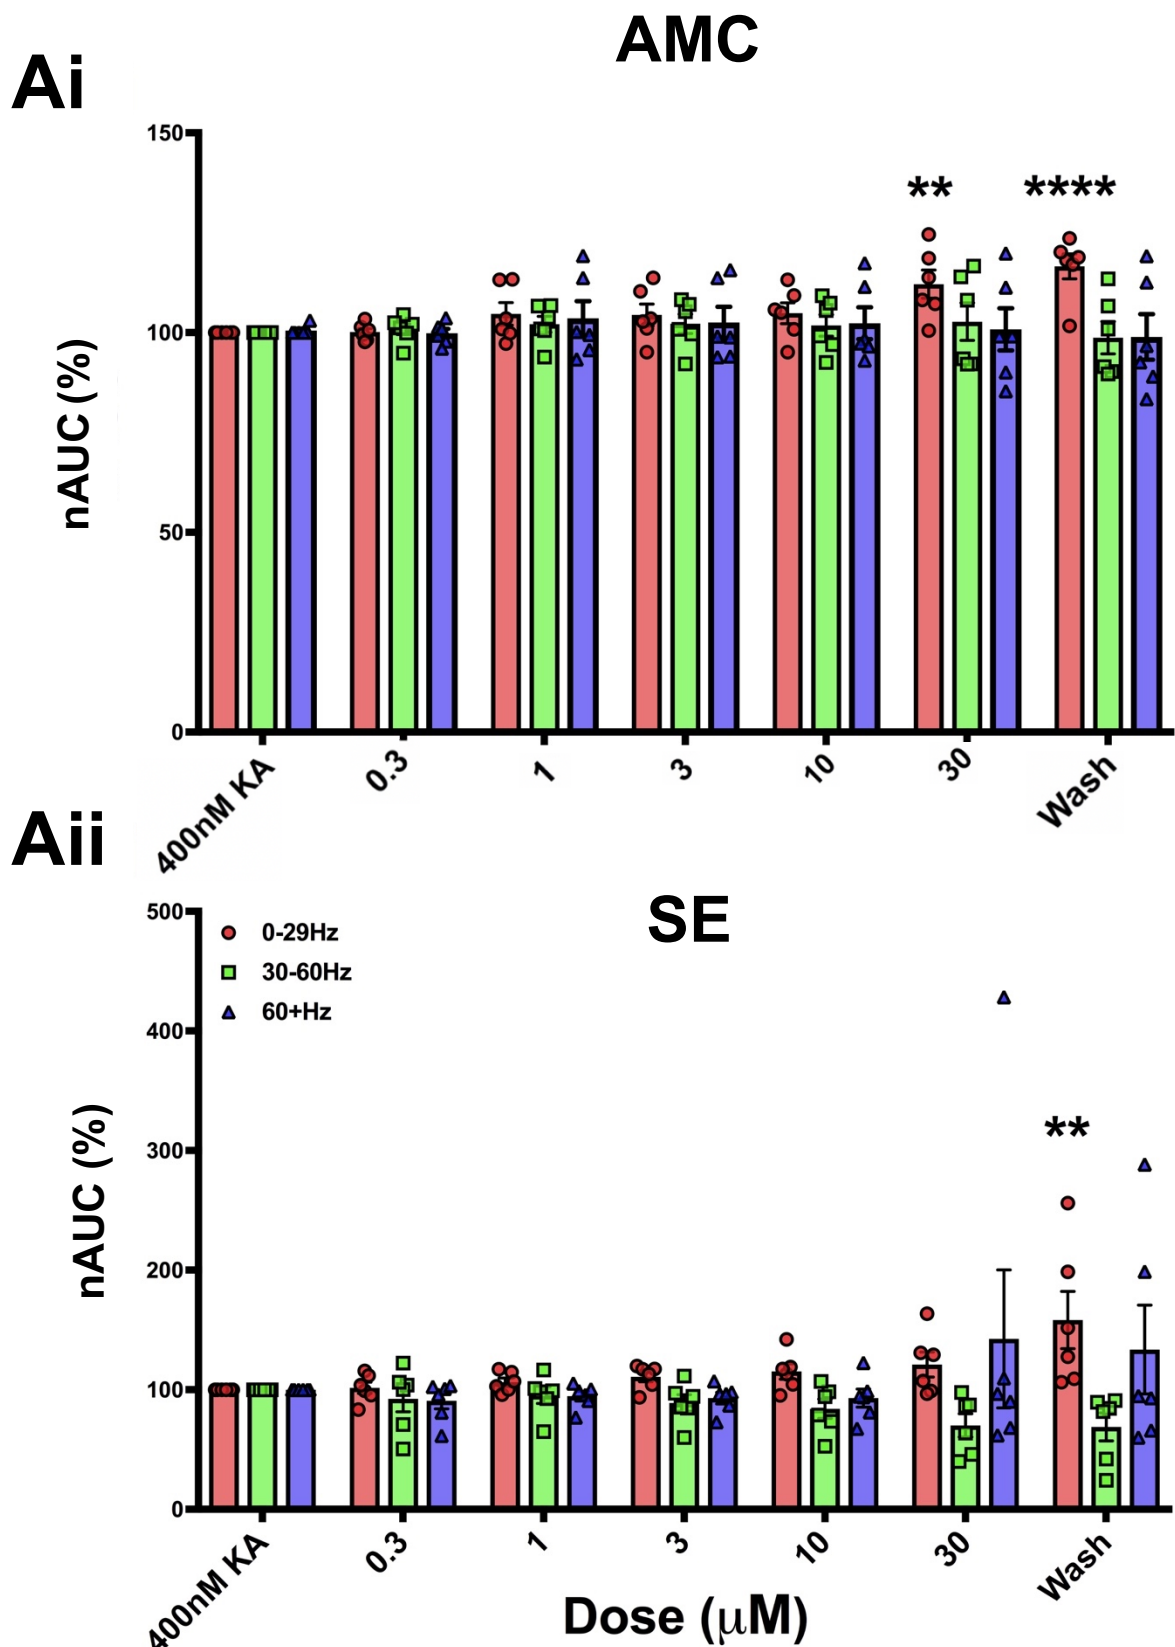 AMC
Ai
150
100
50
0
nAUC (%)
** ****
400nM KA 0.3 1 3 10 30 Wash
Aii
SE
500
400
300
200
100
0
nAUC (%)
0-29Hz
30-60Hz
60+Hz
**
400nM KA 0.3 1 3 10 30 Wash
Dose (μM)